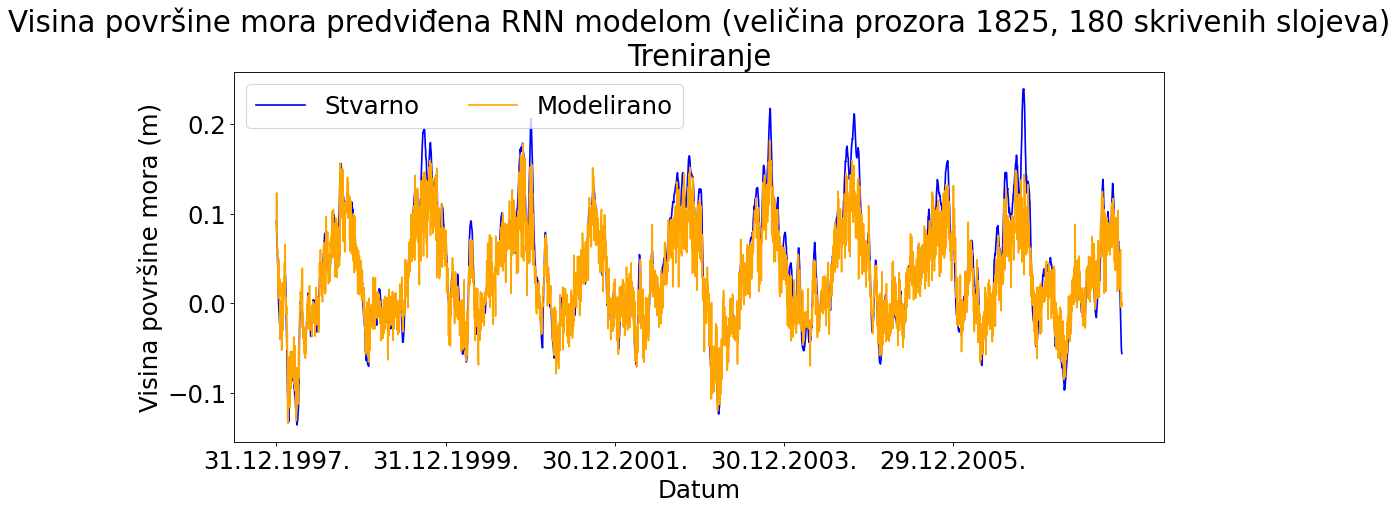 Visina površine mora predviđena RNN modelom (veličina prozora 1825, 180 skrivenih slojeva)
Treniranje
Stvarno
Modelirano
Visina površine mora (m)
0.2
0.1
0.0
−0.1
31.12.1997.
31.12.1999.
30.12.2001.
30.12.2003.
29.12.2005.
Datum